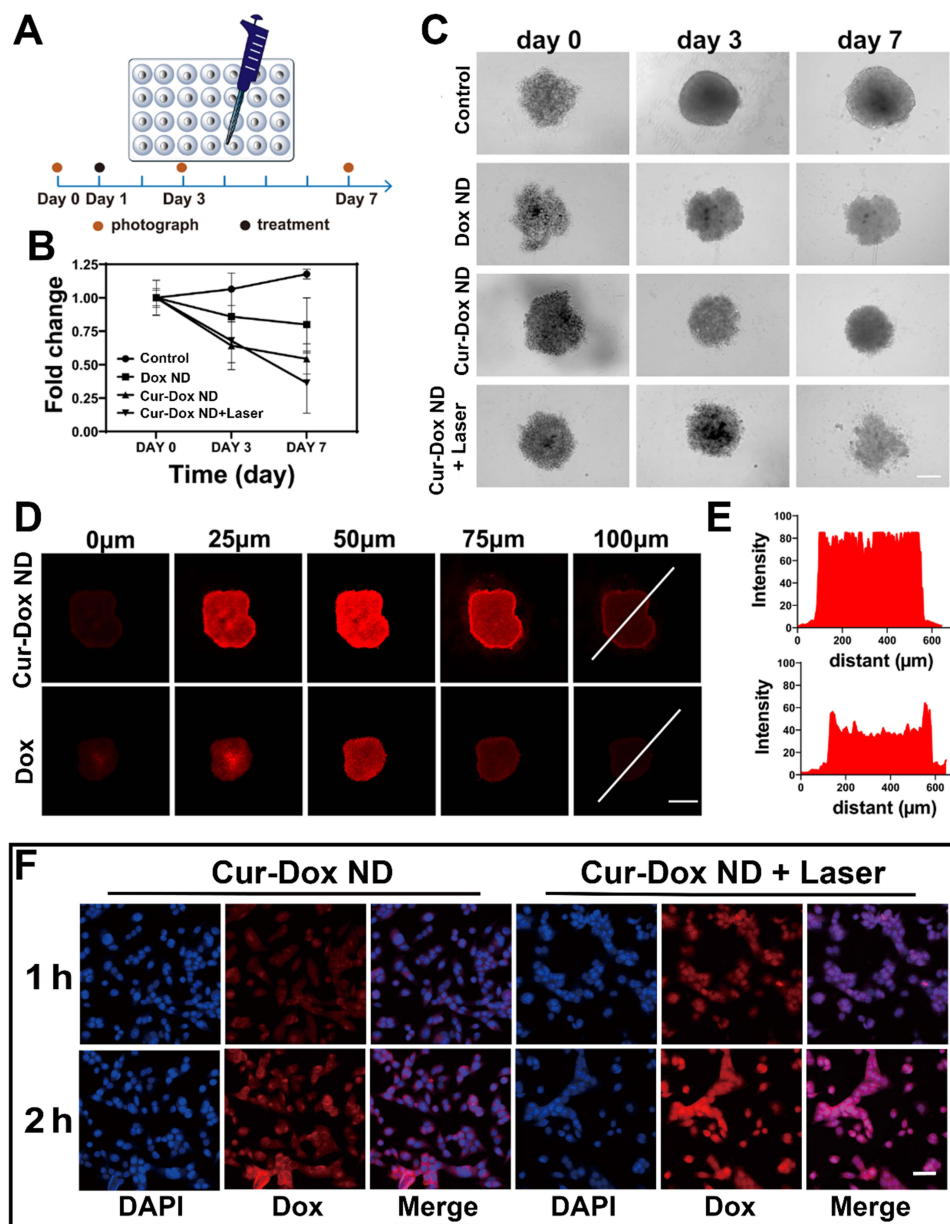 A
Day 0
Day 1
Day 3
Day 7
photograph
treatment
B
Fold change
1.25
1.00
0.75
0.50
0.25
0.00
Control
Dox ND
Cur-Dox ND
Cur-Dox ND+Laser
DAY 0
DAY 3
DAY 7
Time (day)
C
day 0
day 3
day 7
Control
Dox ND
Cur-Dox ND
Cur-Dox ND
+ Laser
D
0µm
25µm
50µm
75µm
100µm
Cur-Dox ND
Dox
E
Intensity
100
80
60
40
20
0
0
200
400
600
distant (µm)
Intensity
100
80
60
40
20
0
0
200
400
600
distant (µm)
F
Cur-Dox ND
Cur-Dox ND + Laser
1 h
2 h
DAPI
Dox
Merge
DAPI
Dox
Merge